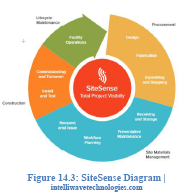 Lifecycle
Maintenance
Procurement
Facility
Operations
Design
Fabrication
Commissioning
and Turnover
SiteSense
Total Project Visibility
Expediting and
Shipping
Install and
Test
Construction
Receiving
and Storage
Request
and Issue
Preventative
Maintenance
Workface
Planning
Site Materials
Management
Figure 14.3: SiteSense Diagram |
intelliwavetechnologies.com